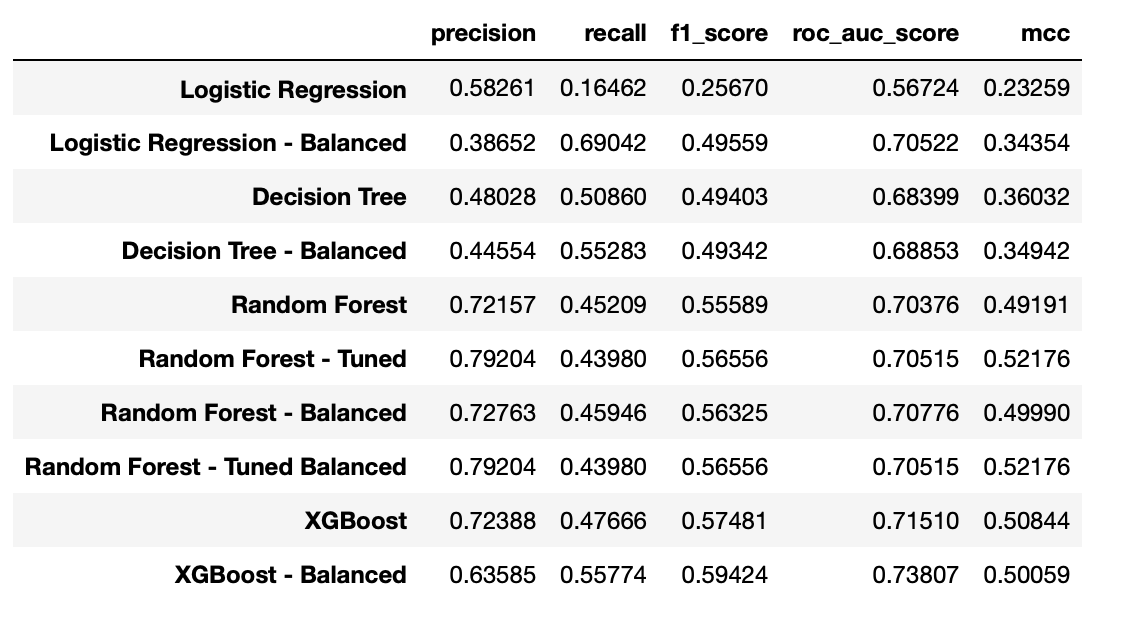 precision recall f1_score roc_auc_score mcc
Logistic Regression 0.58261 0.16462 0.25670 0.56724 0.23259
Logistic Regression - Balanced 0.38652 0.69042 0.49559 0.70522 0.34354
Decision Tree 0.48028 0.50860 0.49403 0.68399 0.36032
Decision Tree - Balanced 0.44554 0.55283 0.49342 0.68853 0.34942
Random Forest 0.72157 0.45209 0.55589 0.70376 0.49191
Random Forest - Tuned 0.79204 0.43980 0.56556 0.70515 0.52176
Random Forest - Balanced 0.72763 0.45946 0.56325 0.70776 0.49990
Random Forest - Tuned Balanced 0.79204 0.43980 0.56556 0.70515 0.52176
XGBoost 0.72388 0.47666 0.57481 0.71510 0.50844
XGBoost - Balanced 0.63585 0.55774 0.59424 0.73807 0.50059